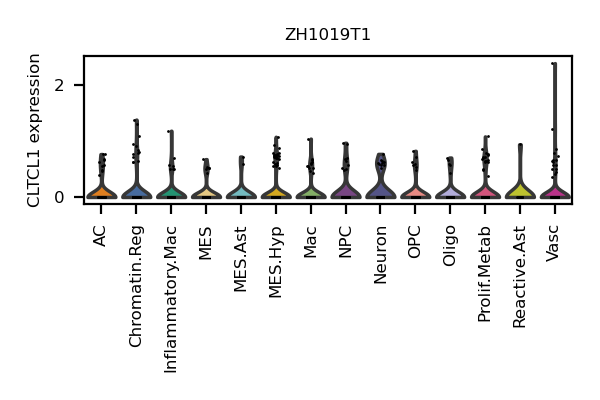 ZH1019T1
CLTCL1 expression
2
0
AC
Chromatin.Reg
Inflammatory.Mac
MES
MES.Ast
MES.Hyp
Mac
NPC
Neuron
OPC
Oligo
Prolif.Metab
Reactive.Ast
Vasc